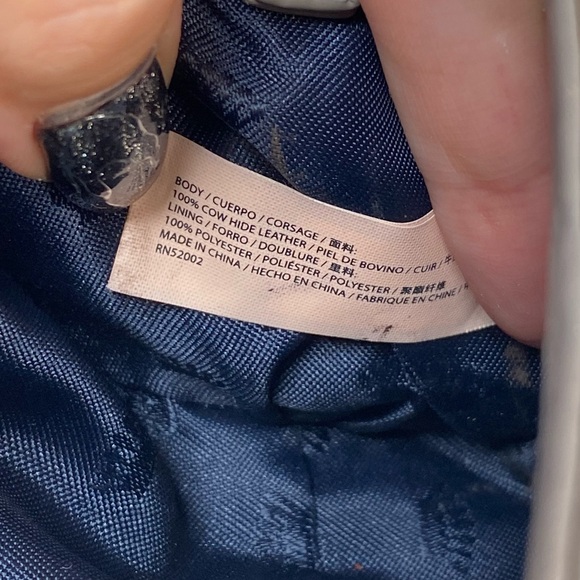 BODY / CUERPO / CORSAGE / 面料:
100% COW HIDE LEATHER / PIEL DE BOVINO / CUIR /
LINING / FORRO / DOUBLURE / 里料:
100% POLYESTER / POLIÉSTER / POLYESTER / 聚酯纤维
MADE IN CHINA / HECHO EN CHINA / FABRIQUE EN CHINE /
RN52002